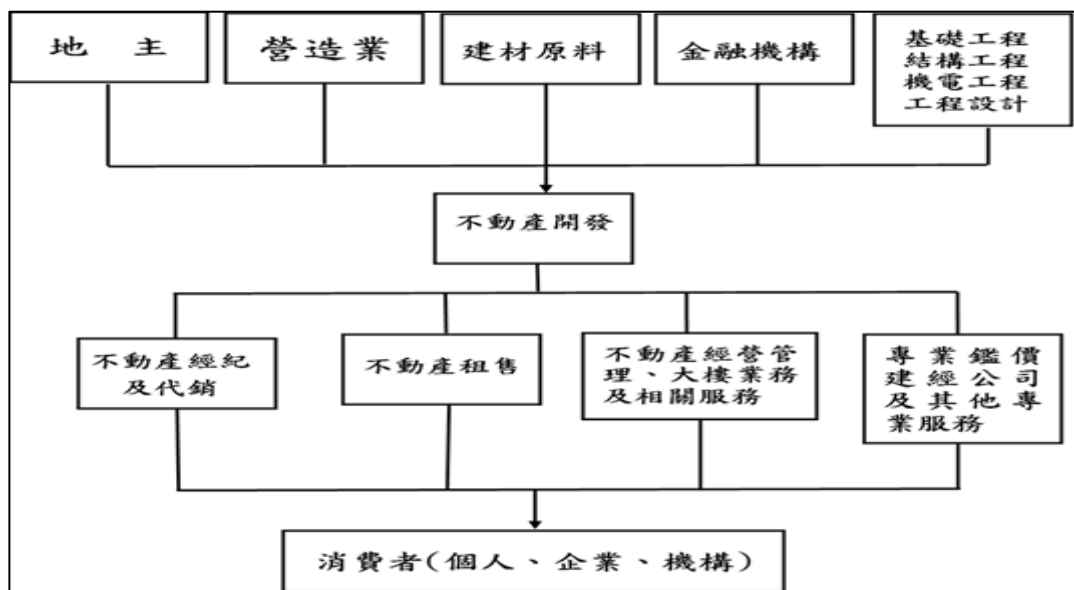 地 主
營造業
建材原料
金融機構
基礎工程
結構工程
機電工程
工程設計
不動產開發
不動產經紀
及代銷
不動產租售
不動產經營管
理、大樓業務
及相關服務
專業鑑價
建經公司
及其他專
業服務
消費者(個人、企業、機構)